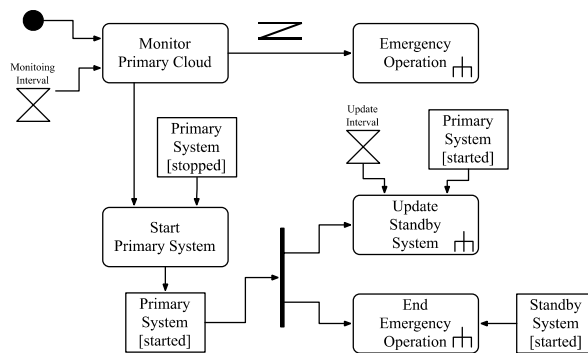 Monitor
Primary Cloud
Emergency
Operation
Monitoing
Interval
Primary
System
[stopped]
Update
Interval
Primary
System
[started]
Start
Primary System
Update
Standby
System
Primary
System
[started]
End
Emergency
Operation
Standby
System
[started]